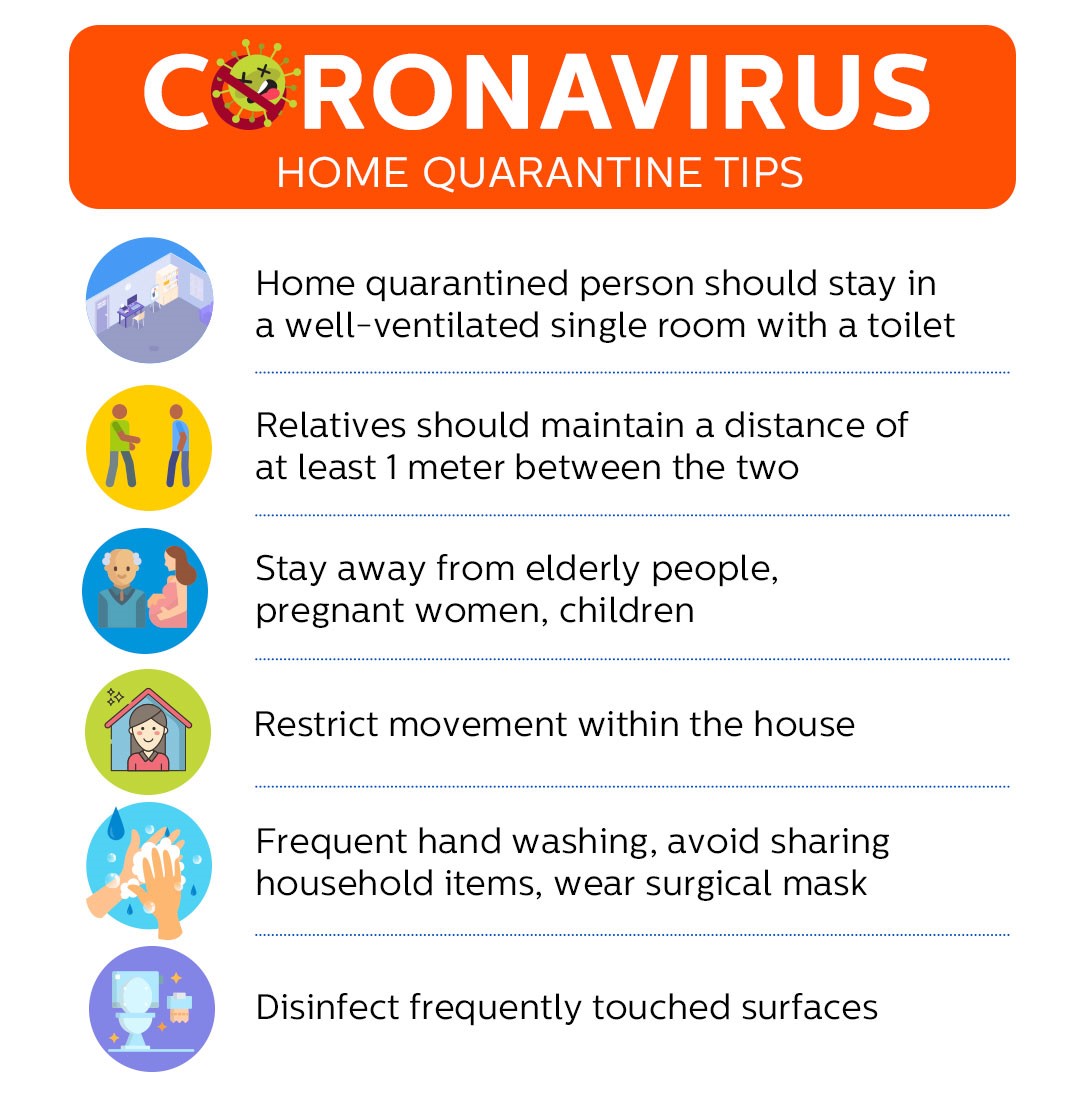 CORONAVIRUS
HOME QUARANTINE TIPS
Home quarantined person should stay in
a well-ventilated single room with a toilet
Relatives should maintain a distance of
at least 1 meter between the two
Stay away from elderly people,
pregnant women, children
Restrict movement within the house
Frequent hand washing, avoid sharing
household items, wear surgical mask
Disinfect frequently touched surfaces